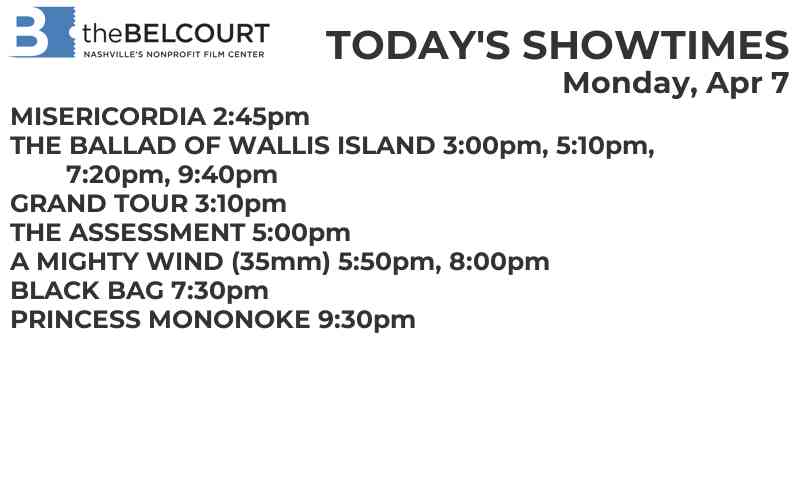 B theBELCOURT
NASHVILLE'S NONPROFIT FILM CENTER
TODAY'S SHOWTIMES
Monday, Apr 7
MISERICORDIA 2:45pm
THE BALLAD OF WALLIS ISLAND 3:00pm, 5:10pm,
7:20pm, 9:40pm
GRAND TOUR 3:10pm
THE ASSESSMENT 5:00pm
A MIGHTY WIND (35mm) 5:50pm, 8:00pm
BLACK BAG 7:30pm
PRINCESS MONONOKE 9:30pm